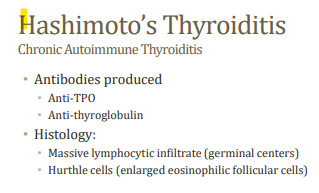 Hashimoto's Thyroiditis
Chronic Autoimmune Thyroiditis
• Antibodies produced
• Anti-TPO
• Anti-thyroglobulin
• Histology:
• Massive lymphocytic infiltrate (germinal centers)
• Hurthle cells (enlarged eosinophilic follicular cells)